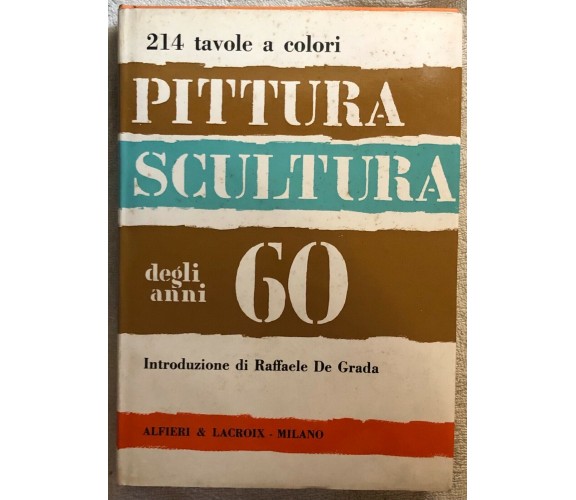 214 tavole a colori
PITTURA
SCULTURA
degli
anni 60
Introduzione di Raffaele De Grada
ALFIERI & LACROIX - MILANO